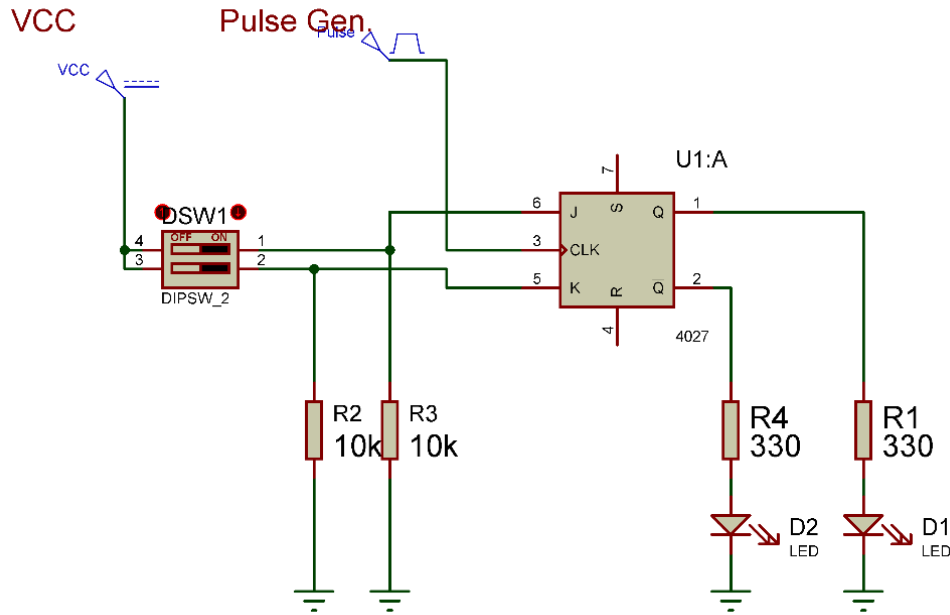 VCC
Pulse Gen.
Pulse
VCC
DSW1
OFF ON
4
3
1
2
DIPSW_2
U1:A
7
S
6
J
Q
1
3
CLK
5
K
R
Q
2
4
4027
R2
10k
R3
10k
R4
330
R1
330
D2
LED
D1
LED